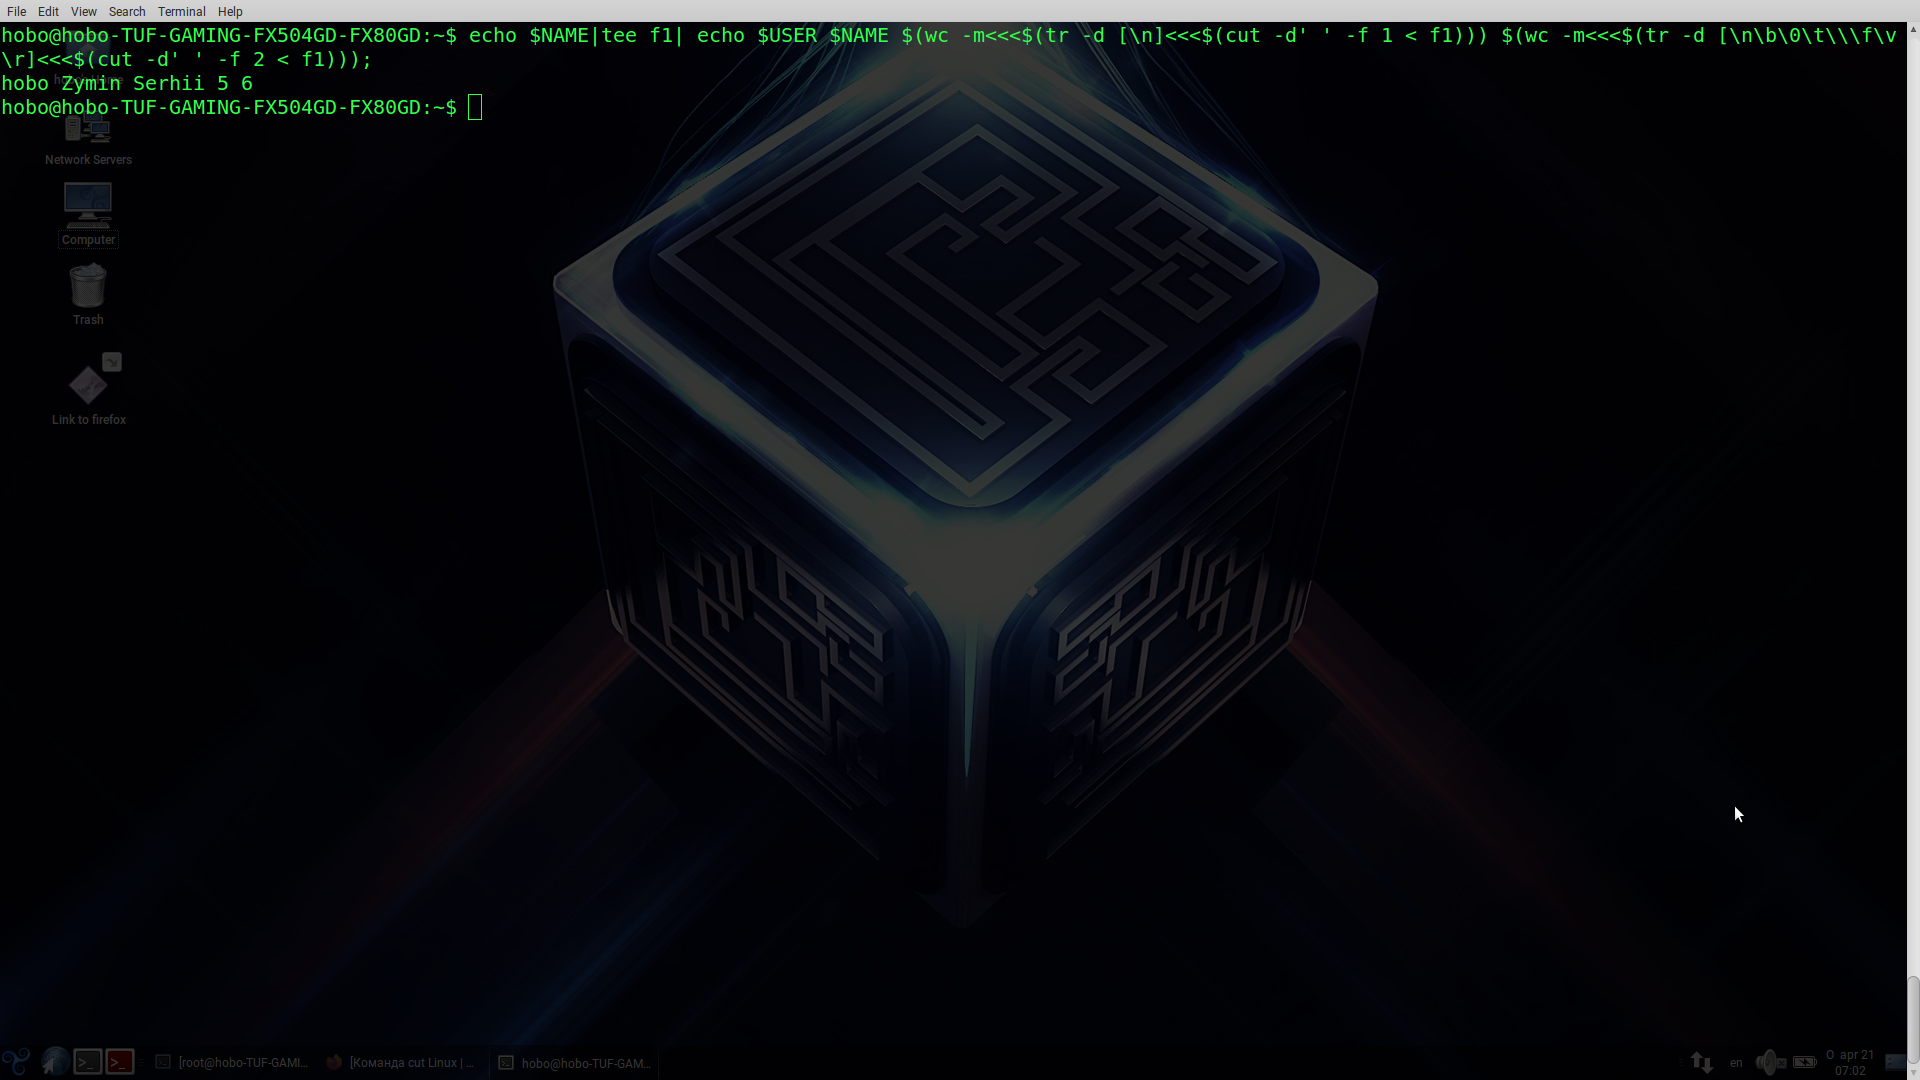 File Edit View Search Terminal Help
hobo@hobo-TUF-GAMING-FX504GD-FX80GD:~$ echo $NAME|tee f1| echo $USER $NAME $(wc -m<<<$(tr -d [\n]<<<$(cut -d' ' -f 1 < f1))) $(wc -m<<<$(tr -d [\n\b\0\t\\\f\v
\r]<<<$(cut -d' ' -f 2 < f1)));
hobo Zymin Serhii 5 6
hobo@hobo-TUF-GAMING-FX504GD-FX80GD:~$
Network Servers
Computer
Trash
Link to firefox
[root@hobo-TUF-GAMI... [Команда cut Linux | ... hobo@hobo-TUF-GAM... en O apr 21
07:02